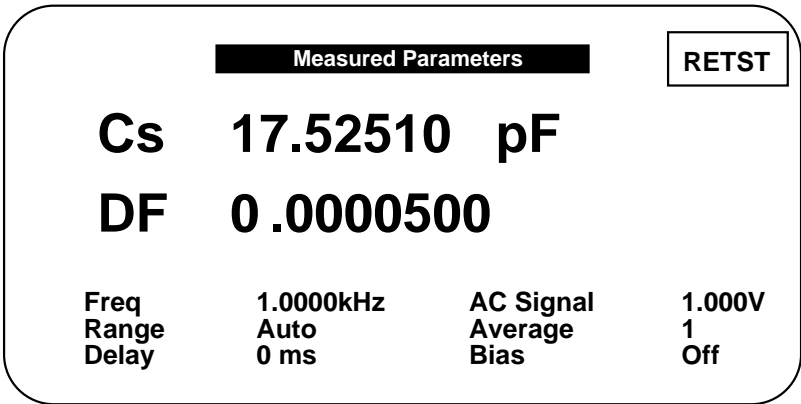 Measured Parameters
RETST
Cs 17.52510 pF
DF 0.0000500
Freq 1.0000kHz AC Signal 1.000V
Range Auto Average 1
Delay 0 ms Bias Off